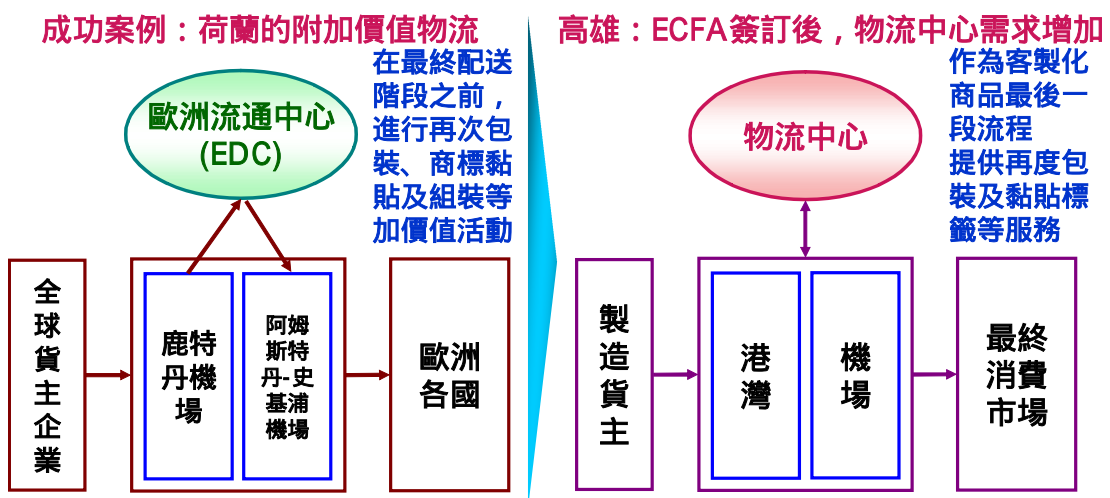 成功案例：荷蘭的附加價值物流
在最終配送
階段之前，
進行再次包
裝、商標黏
貼及組裝等
加價值活動
歐洲流通中心
(EDC)
全
球
貨
主
企
業
鹿特
丹機
場
阿姆
斯特
丹-史
基浦
機場
歐洲
各國
高雄：ECFA簽訂後，物流中心需求增加
作為客製化
商品最後一
段流程
提供再度包
裝及黏貼標
籤等服務
物流中心
製
造
貨
主
港
灣
機
場
最終
消費
市場